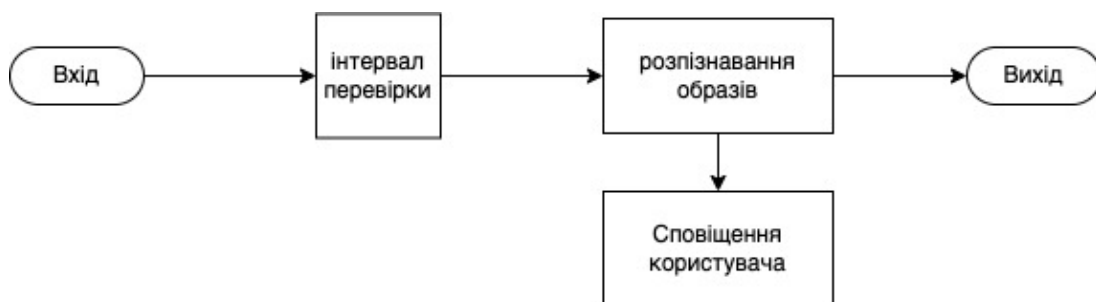 Вхід
інтервал
перевірки
розпізнавання
образів
Вихід
Сповіщення
користувача